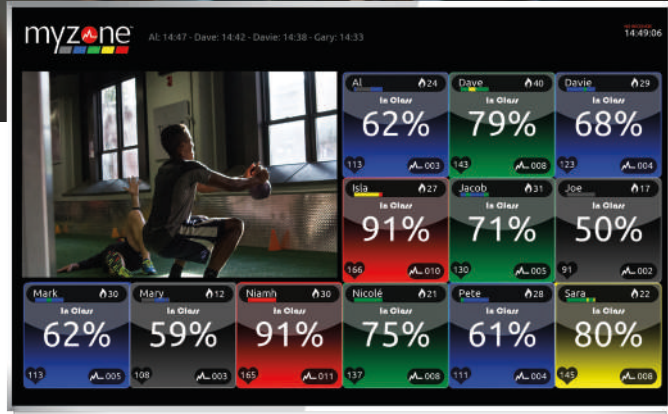 myzone
Al: 14:47 - Dave: 14:42 - Davie: 14:38 - Gary: 14:33
14:49:06
Al 24
In Class
62%
113 003
Dave 40
In Class
79%
143 008
Davie 29
In Class
68%
123 004
Isla 27
In Class
91%
166 010
Jacob 31
In Class
71%
130 005
Joe 17
In Class
50%
91 002
Mark 30
In Class
62%
113 005
Mary 12
In Class
59%
108 003
Niamh 30
In Class
91%
165 011
Nicolé 21
In Class
75%
137 008
Pete 28
In Class
61%
111 004
Sara 22
In Class
80%
145 008